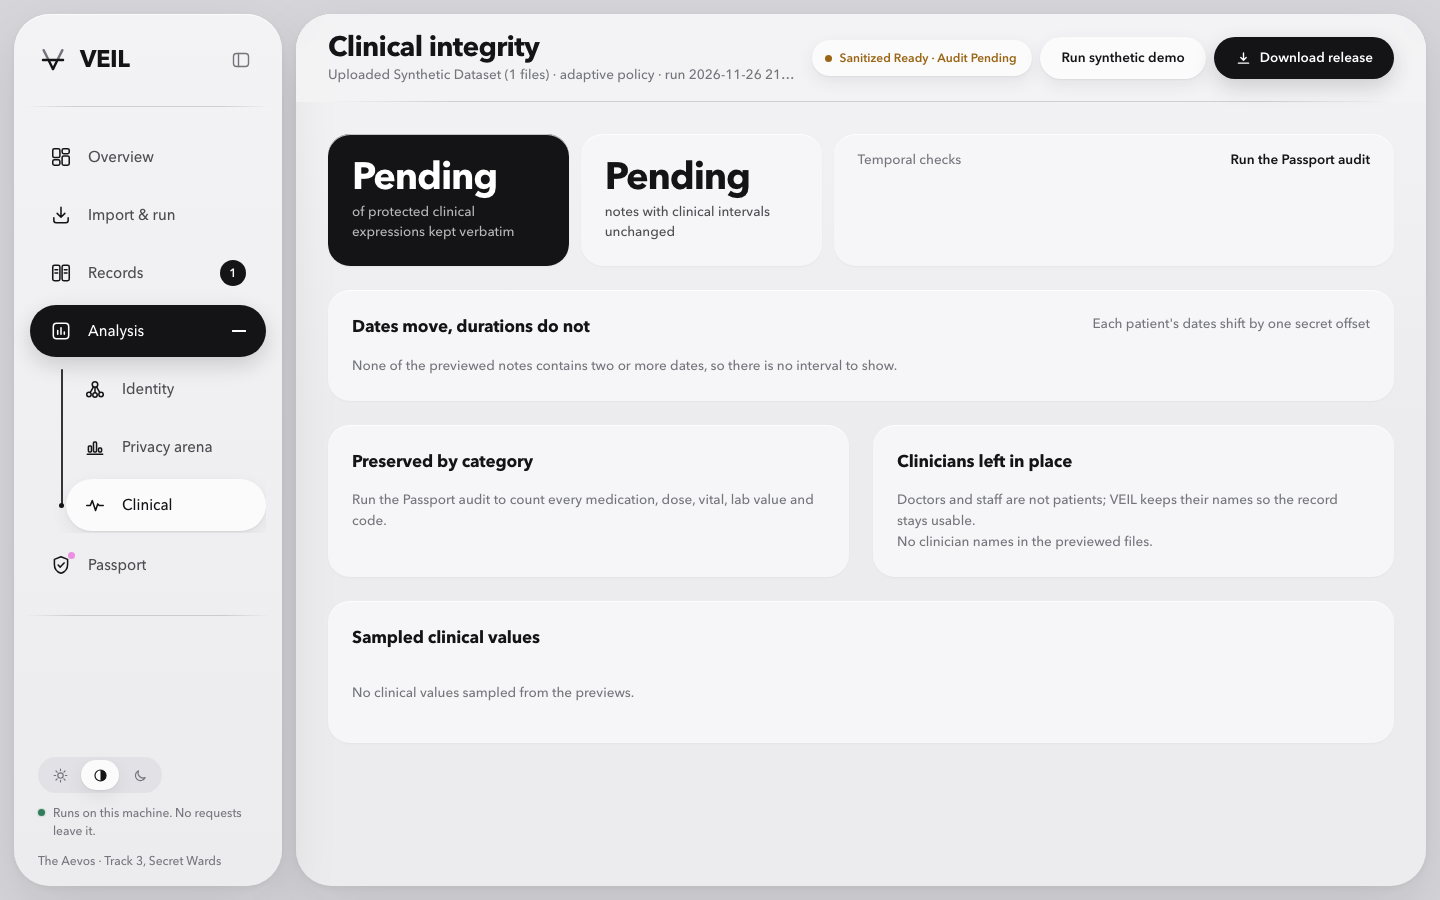 VEIL
Overview
Import & run
Records
1
Analysis
Identity
Privacy arena
Clinical
Passport
Runs on this machine. No requests
leave it.
The Aevos · Track 3, Secret Wards
Clinical integrity
Uploaded Synthetic Dataset (1 files) · adaptive policy · run 2026-11-26 21...
Sanitized Ready · Audit Pending
Run synthetic demo
Download release
Pending
of protected clinical
expressions kept verbatim
Pending
notes with clinical intervals
unchanged
Temporal checks
Run the Passport audit
Dates move, durations do not
Each patient's dates shift by one secret offset
None of the previewed notes contains two or more dates, so there is no interval to show.
Preserved by category
Run the Passport audit to count every medication, dose, vital, lab value and
code.
Clinicians left in place
Doctors and staff are not patients; VEIL keeps their names so the record
stays usable.
No clinician names in the previewed files.
Sampled clinical values
No clinical values sampled from the previews.